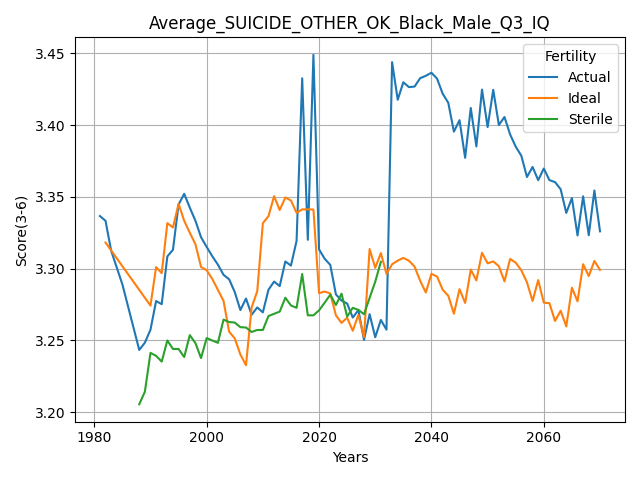 Average_SUICIDE_OTHER_OK_Black_Male_Q3_IQ
Fertility
Actual
Ideal
Sterile
Score(3-6)
3.45
3.40
3.35
3.30
3.25
3.20
1980 2000 2020 2040 2060
Years